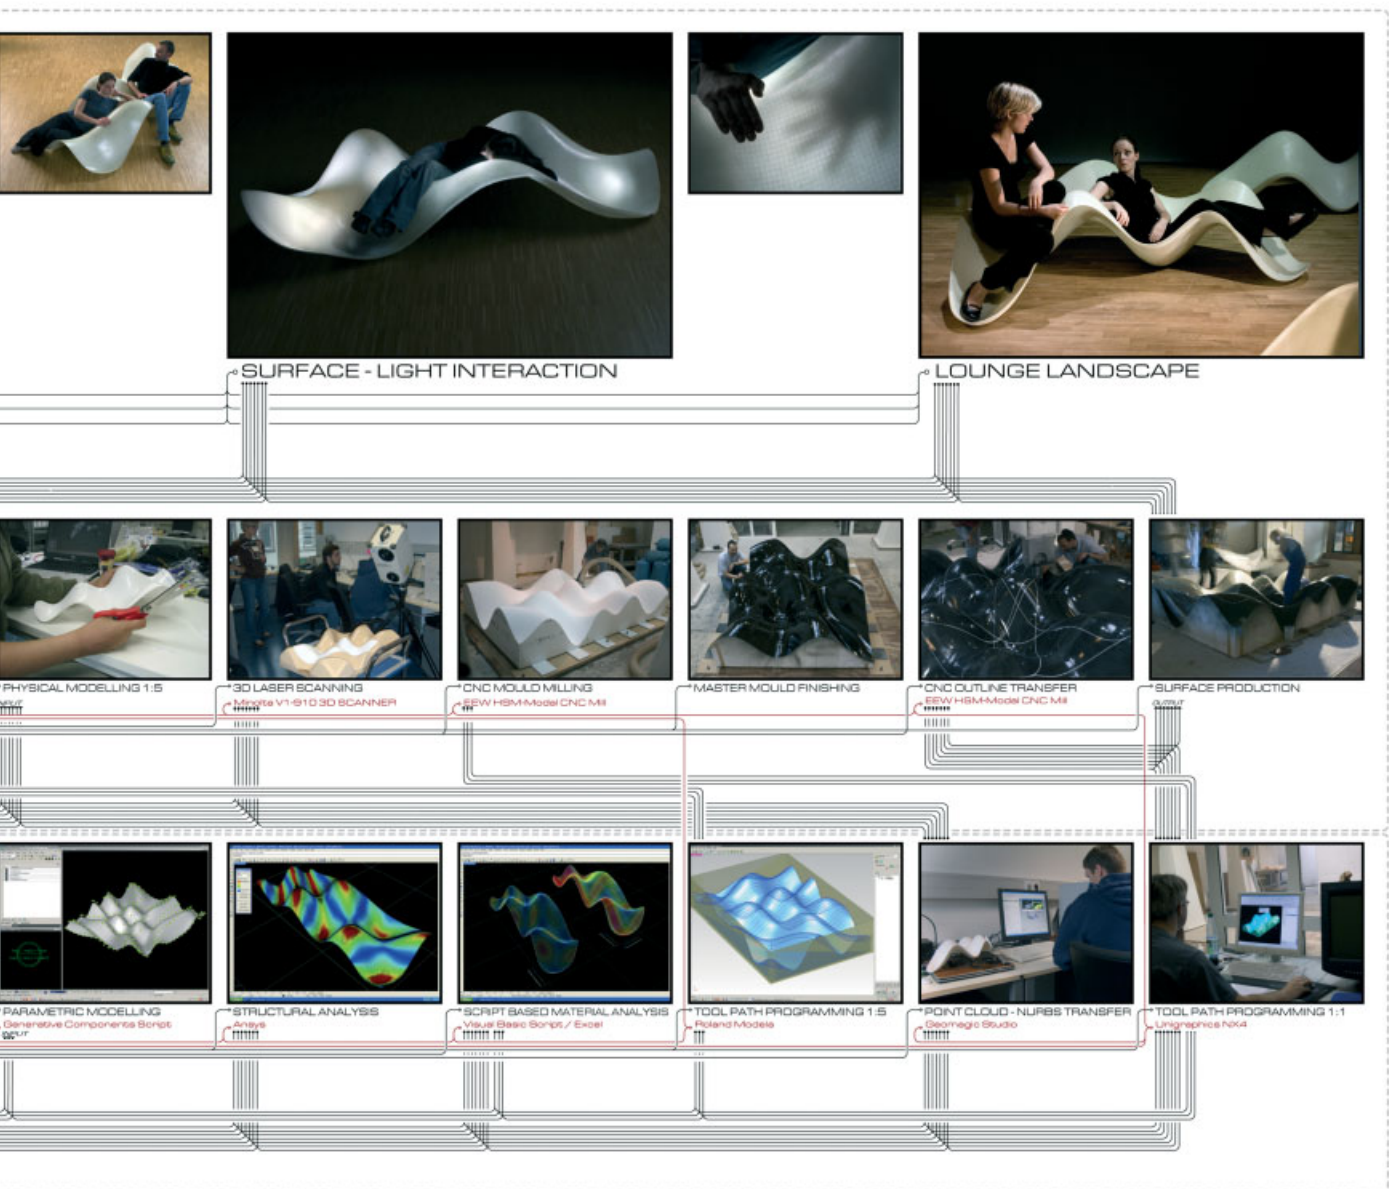 SURFACE - LIGHT INTERACTION
LOUNGE LANDSCAPE
PHYSICAL MODELLING 1:5
3D LASER SCANNING
Minolta V1-910 3D SCANNER
CNC MOULD MILLING
EEW HSM-Model CNC Mill
MASTER MOULD FINISHING
CNC OUTLINE TRANSFER
EEW HSM-Model CNC Mill
SURFACE PRODUCTION
OUTPUT
PARAMETRIC MODELLING
Generative Components Script
INPUT
STRUCTURAL ANALYSIS
Ansys
SCRIPT BASED MATERIAL ANALYSIS
Visual Basic Script / Excel
TOOL PATH PROGRAMMING 1:5
Roland Modela
POINT CLOUD - NURBS TRANSFER
Geomagic Studio
TOOL PATH PROGRAMMING 1:1
Unigraphics NX4